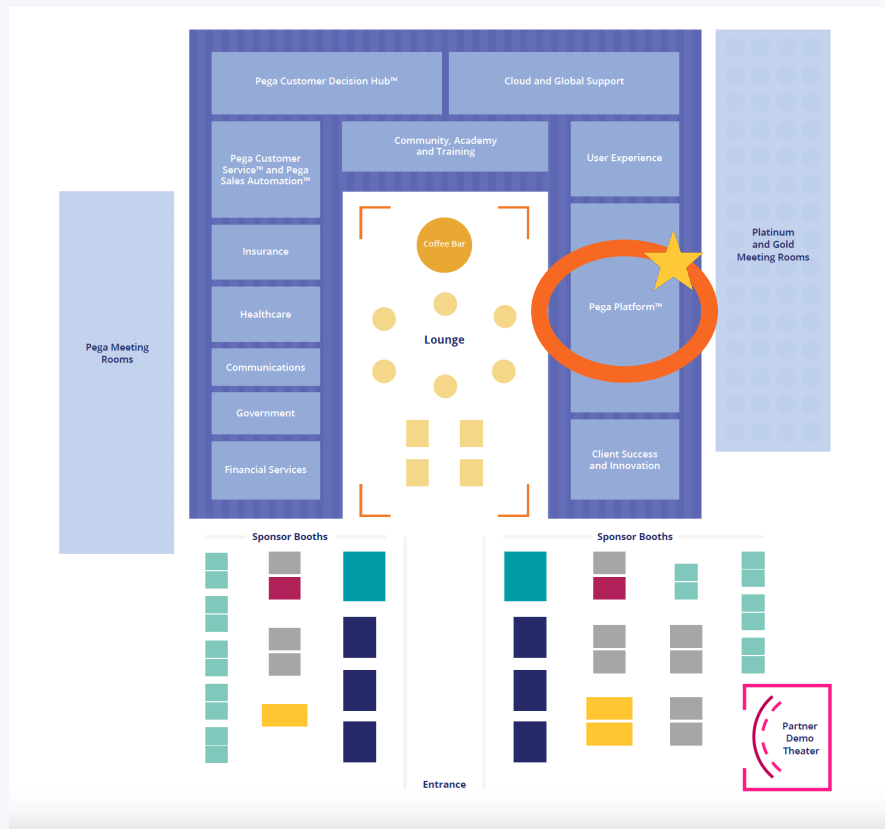 Pega Customer Decision Hub™
Cloud and Global Support
Community, Academy
and Training
Pega Customer
Service™ and Pega
Sales Automation™
User Experience
Insurance
Coffee Bar
Platinum
and Gold
Meeting Rooms
Healthcare
Pega Platform™
Lounge
Pega Meeting
Rooms
Communications
Government
Financial Services
Client Success
and Innovation
Sponsor Booths
Sponsor Booths
Partner
Demo
Theater
Entrance